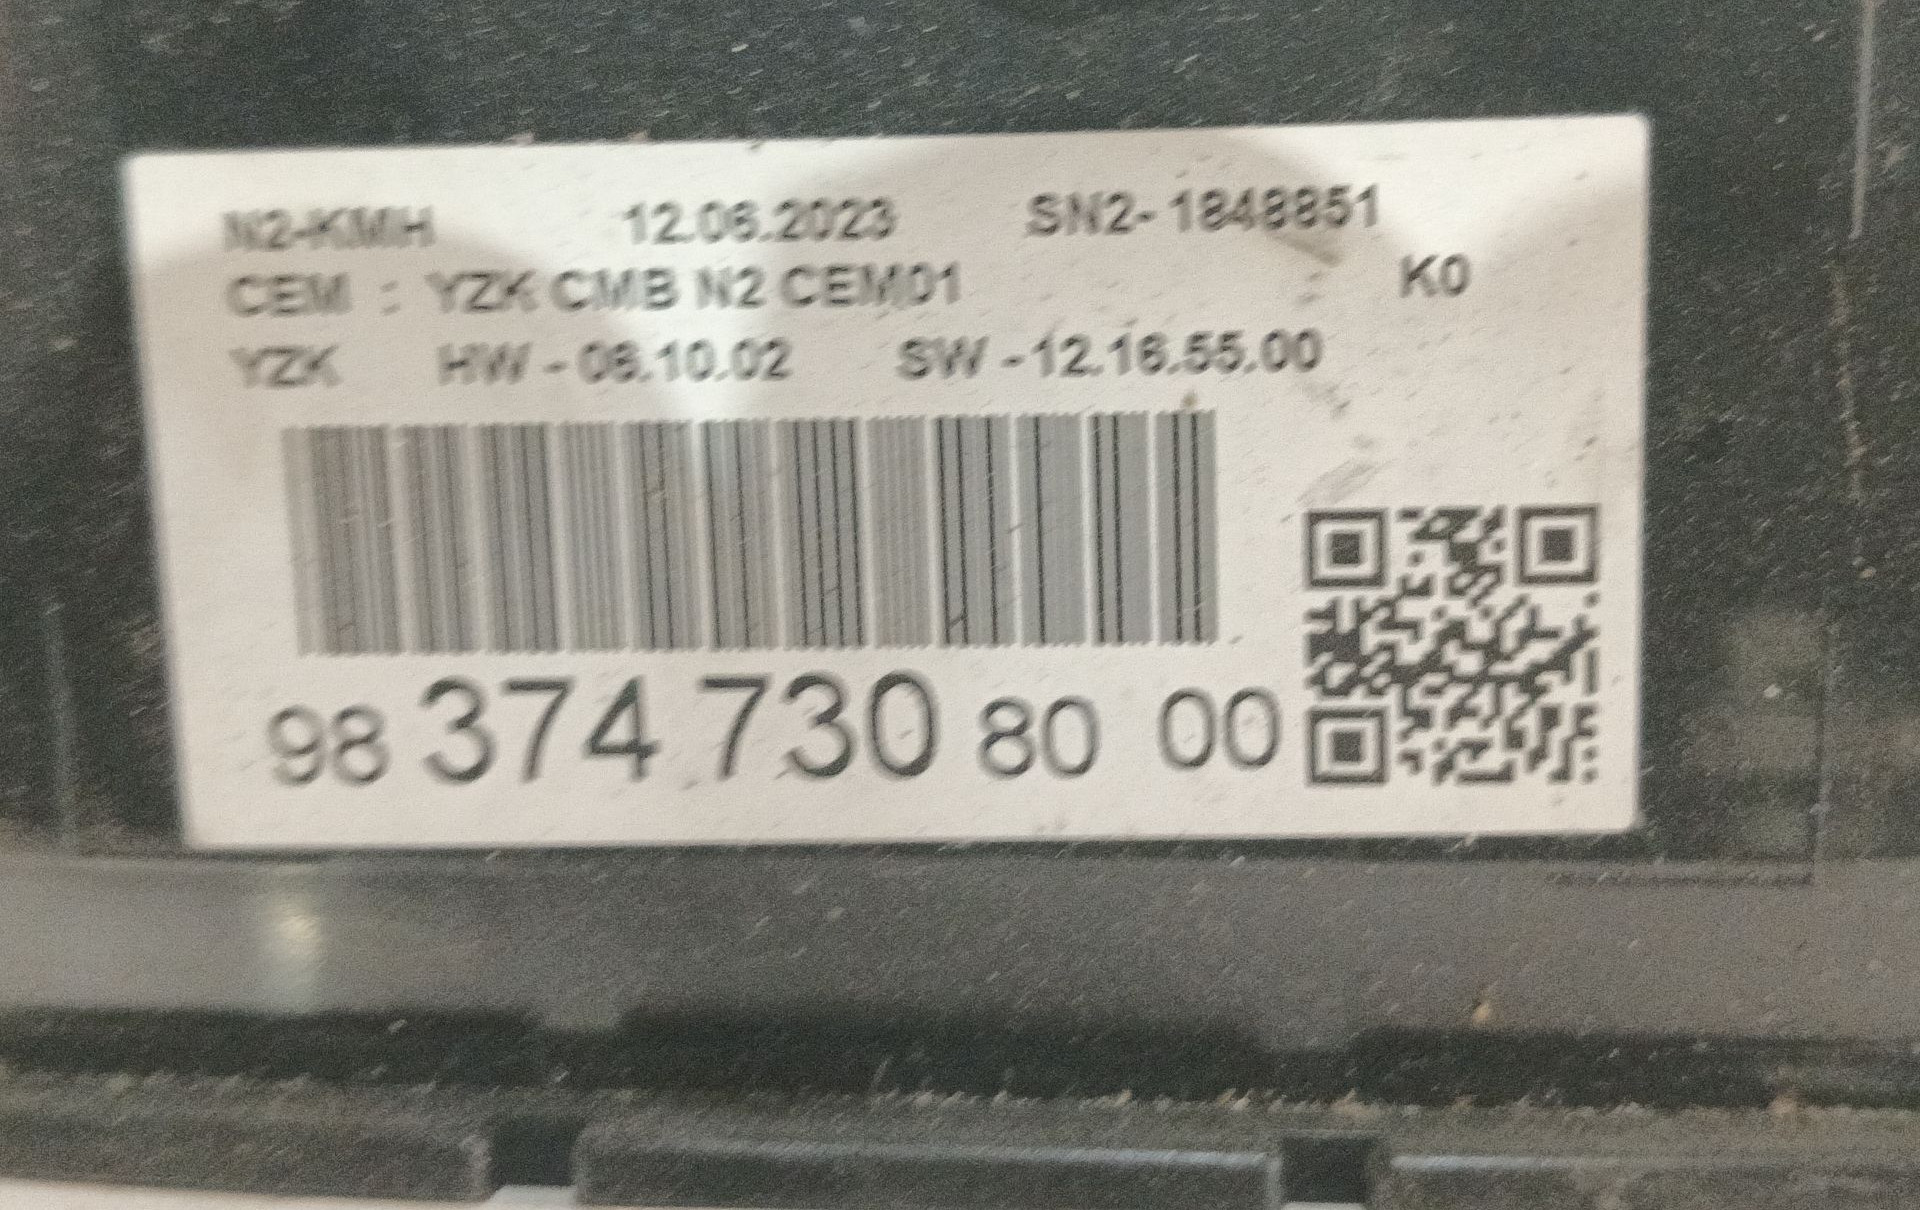 N2-KMH 12.06.2023 SN2- 1848851
K0
CEM : YZK CMB N2 CEM01
YZK HW - 06.10.02 SW - 12.16.55.00
98 374 730 80 00